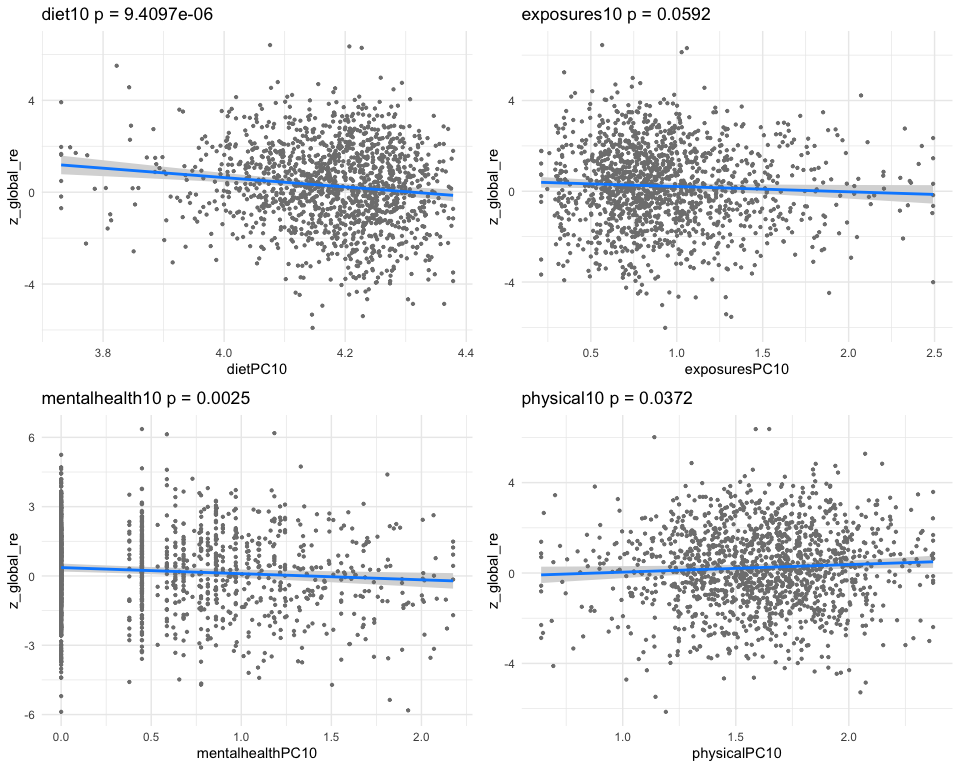 diet10 p = 9.4097e-06
z_global_re
4
0
-4
3.8 4.0 4.2 4.4
dietPC10
exposures10 p = 0.0592
z_global_re
4
0
-4
0.5 1.0 1.5 2.0 2.5
exposuresPC10
mentalhealth10 p = 0.0025
z_global_re
6
3
0
-3
-6
0.0 0.5 1.0 1.5 2.0
mentalhealthPC10
physical10 p = 0.0372
z_global_re
4
0
-4
1.0 1.5 2.0
physicalPC10